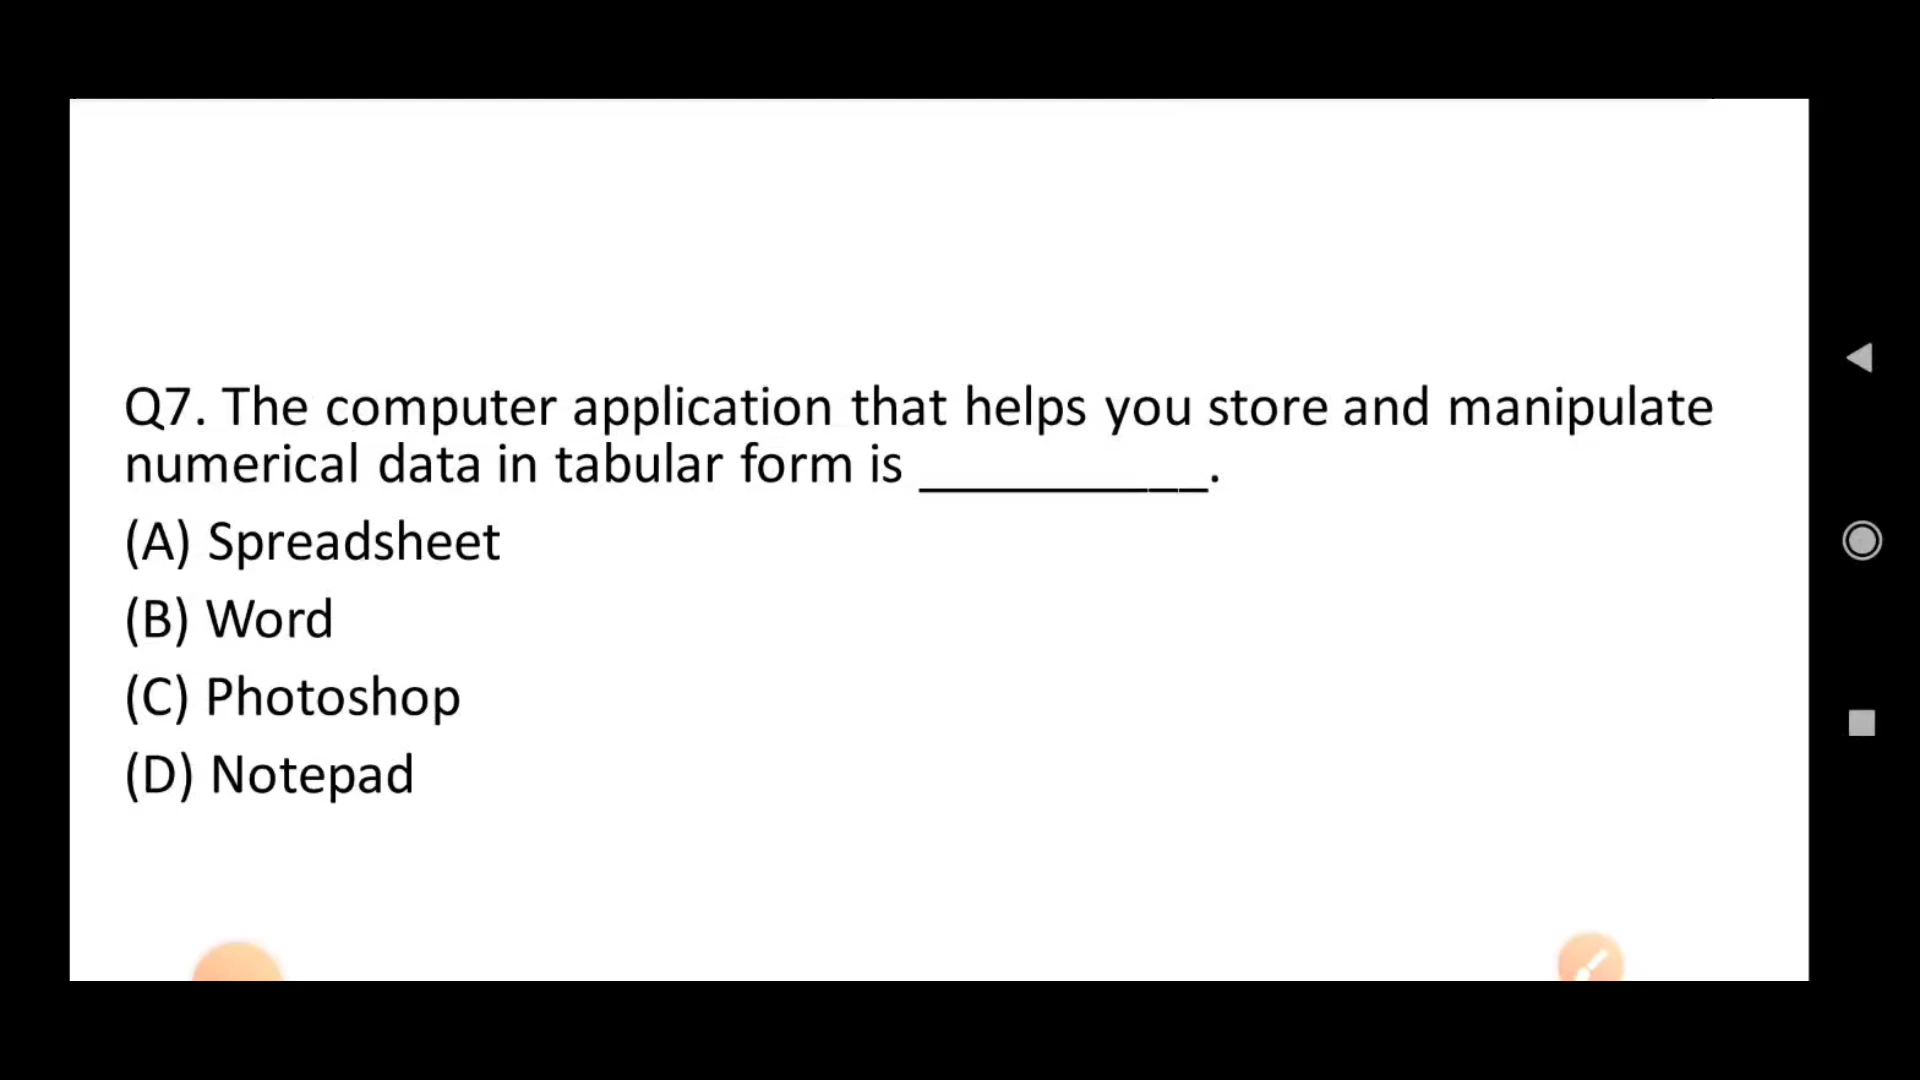 Q7. The computer application that helps you store and manipulate
numerical data in tabular form is __________.
(A) Spreadsheet
(B) Word
(C) Photoshop
(D) Notepad